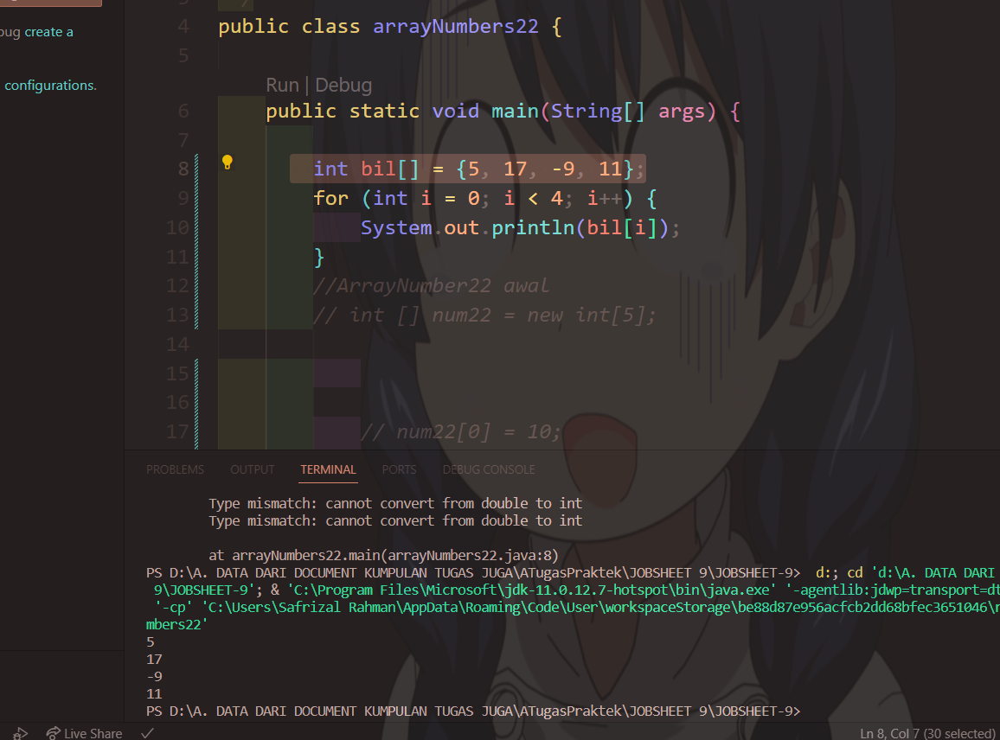 bug create a
configurations.
3
4 public class arrayNumbers22 {
5
Run | Debug
6 public static void main(String[] args) {
7
8 int bil[] = {5, 17, -9, 11};
9 for (int i = 0; i < 4; i++) {
10 System.out.println(bil[i]);
11 }
12 //ArrayNumber22 awal
13 // int [] num22 = new int[5];
14
15
16
17 // num22[0] = 10;
PROBLEMS OUTPUT TERMINAL PORTS DEBUG CONSOLE
Type mismatch: cannot convert from double to int
Type mismatch: cannot convert from double to int
at arrayNumbers22.main(arrayNumbers22.java:8)
PS D:\A. DATA DARI DOCUMENT KUMPULAN TUGAS JUGA\ATugasPraktek\JOBSHEET 9\JOBSHEET-9> d:; cd 'd:\A. DATA DARI
9\JOBSHEET-9'; & 'C:\Program Files\Microsoft\jdk-11.0.12.7-hotspot\bin\java.exe' '-agentlib:jdwp=transport=dt
'-cp' 'C:\Users\Safrizal Rahman\AppData\Roaming\Code\User\workspaceStorage\be88d87e956acfcb2dd68bfec3651046\r
mbers22'
5
17
-9
11
PS D:\A. DATA DARI DOCUMENT KUMPULAN TUGAS JUGA\ATugasPraktek\JOBSHEET 9\JOBSHEET-9>
Live Share Ln 8, Col 7 (30 selected)